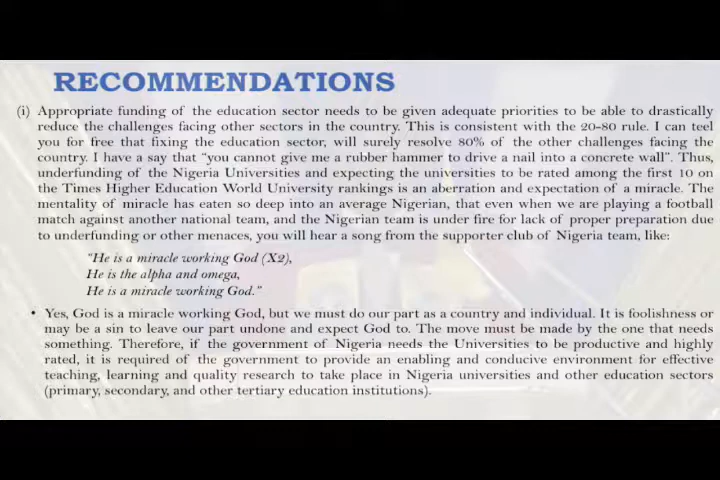 RECOMMENDATIONS
(i) Appropriate funding of the education sector needs to be given adequate priorities to be able to drastically
reduce the challenges facing other sectors in the country. This is consistent with the 20-80 rule. I can teel
you for free that fixing the education sector, will surely resolve 80% of the other challenges facing the
country. I have a say that “you cannot give me a rubber hammer to drive a nail into a concrete wall”. Thus,
underfunding of the Nigeria Universities and expecting the universities to be rated among the first 10 on
the Times Higher Education World University rankings is an aberration and expectation of a miracle. The
mentality of miracle has eaten so deep into an average Nigerian, that even when we are playing a football
match against another national team, and the Nigerian team is under fire for lack of proper preparation due
to underfunding or other menaces, you will hear a song from the supporter club of Nigeria team, like:
“He is a miracle working God (X2),
He is the alpha and omega,
He is a miracle working God.”
• Yes, God is a miracle working God, but we must do our part as a country and individual. It is foolishness or
may be a sin to leave our part undone and expect God to. The move must be made by the one that needs
something. Therefore, if the government of Nigeria needs the Universities to be productive and highly
rated, it is required of the government to provide an enabling and conducive environment for effective
teaching, learning and quality research to take place in Nigeria universities and other education sectors
(primary, secondary, and other tertiary education institutions).